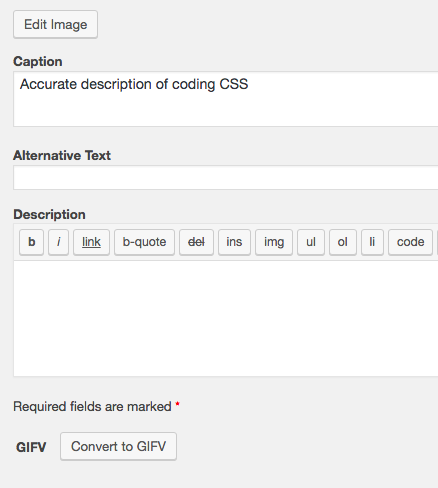 Edit Image
Caption
Accurate description of coding CSS
Alternative Text
Description
b i link b-quote del ins img ul ol li code
Required fields are marked *
GIFV Convert to GIFV